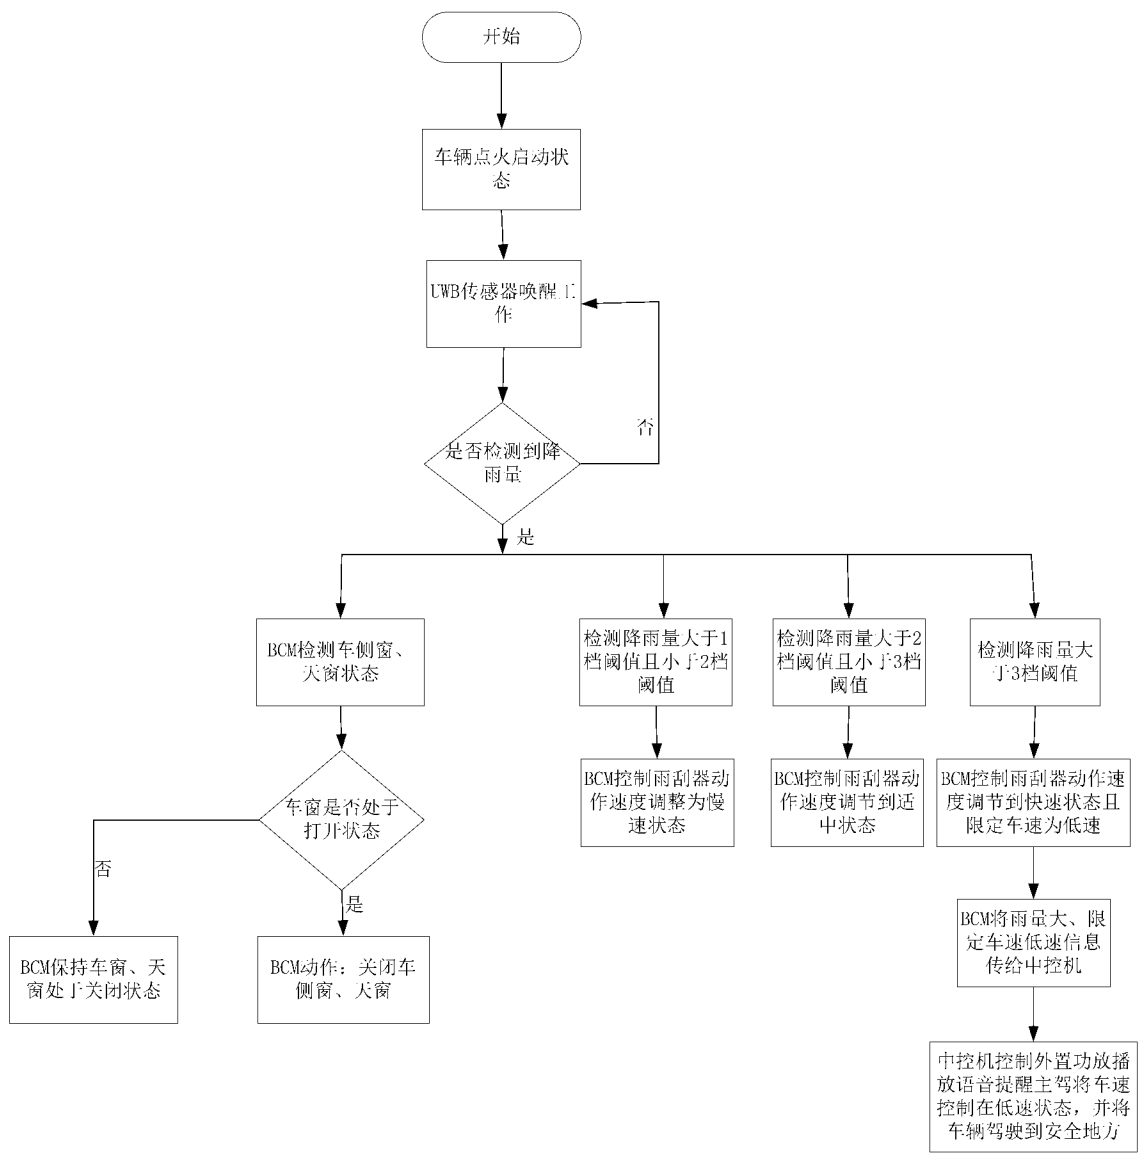 开始
车辆点火启动状
态
UWB传感器唤醒工
作
否
是否检测到降
雨量
是
BCM检测车侧窗、
天窗状态
检测降雨量大于1
档阈值且小于2档
阈值
检测降雨量大于2
档阈值且小于3档
阈值
检测降雨量大
于3档阈值
车窗是否处于
打开状态
BCM控制雨刮器动
作速度调整为慢
速状态
BCM控制雨刮器动
作速度调节到适
中状态
BCM控制雨刮器动作速
度调节到快速状态且
限定车速为低速
否
是
BCM将雨量大、限
定车速低速信息
传给中控机
BCM保持车窗、天
窗处于关闭状态
BCM动作：关闭车
侧窗、天窗
中控机控制外置功放播
放语音提醒主驾将车速
控制在低速状态，并将
车辆驾驶到安全地方